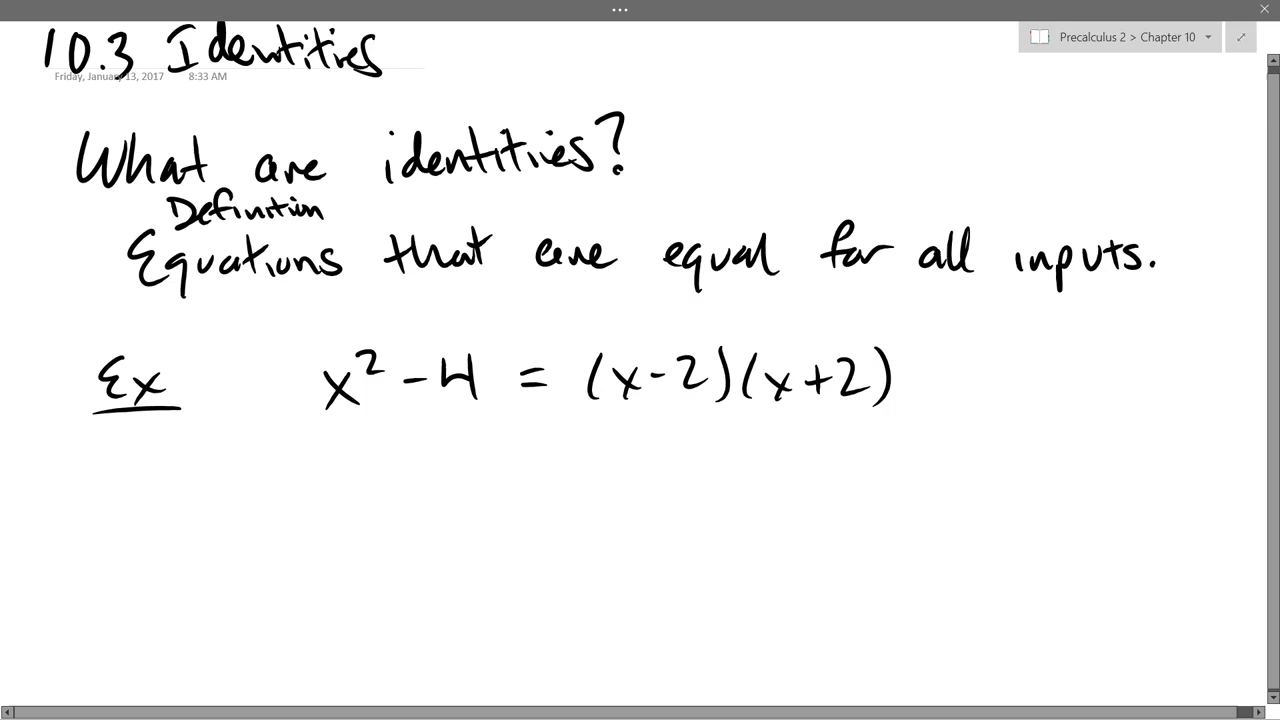 10.3 Identities
Precalculus 2 > Chapter 10
Friday, January 13, 2017 8:33 AM
What are identities?
Definition
Equations that are equal for all inputs.
Ex x² - 4 = (x-2)(x+2)